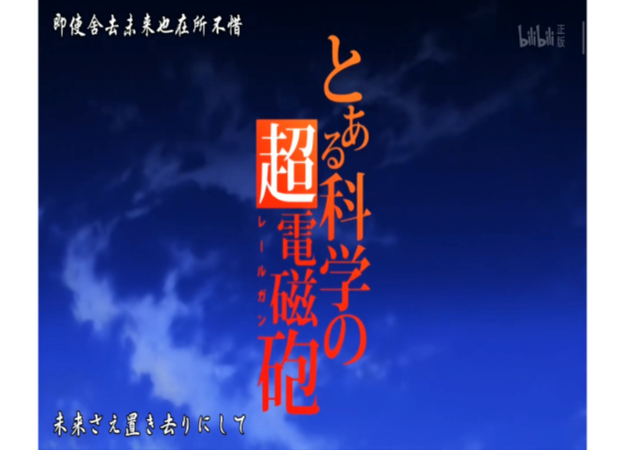 即使舍去未来也在所不惜
bilibili 正版
とある科学の
超電磁砲
レールガン
未来さえ置き去りにして